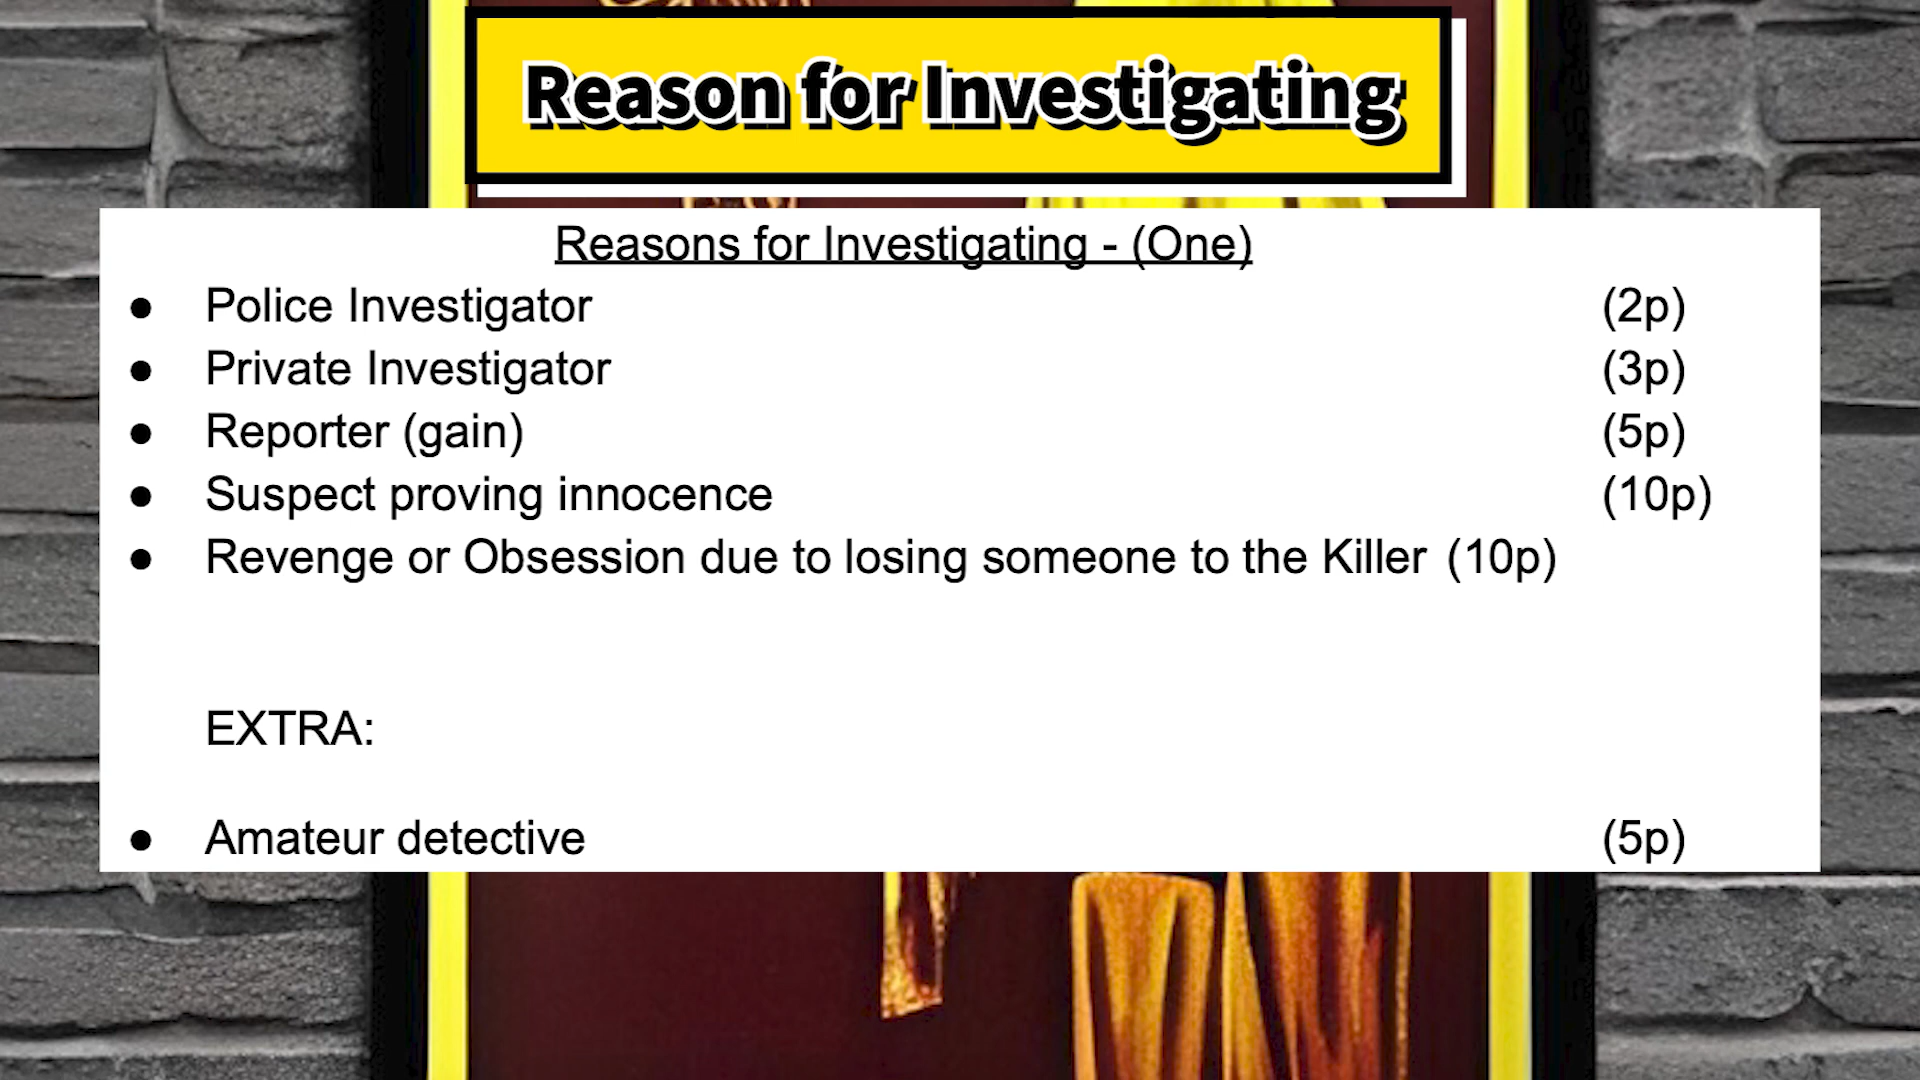 Reason for Investigating
Reasons for Investigating - (One)
● Police Investigator (2p)
● Private Investigator (3p)
● Reporter (gain) (5p)
● Suspect proving innocence (10p)
● Revenge or Obsession due to losing someone to the Killer (10p)
EXTRA:
● Amateur detective (5p)